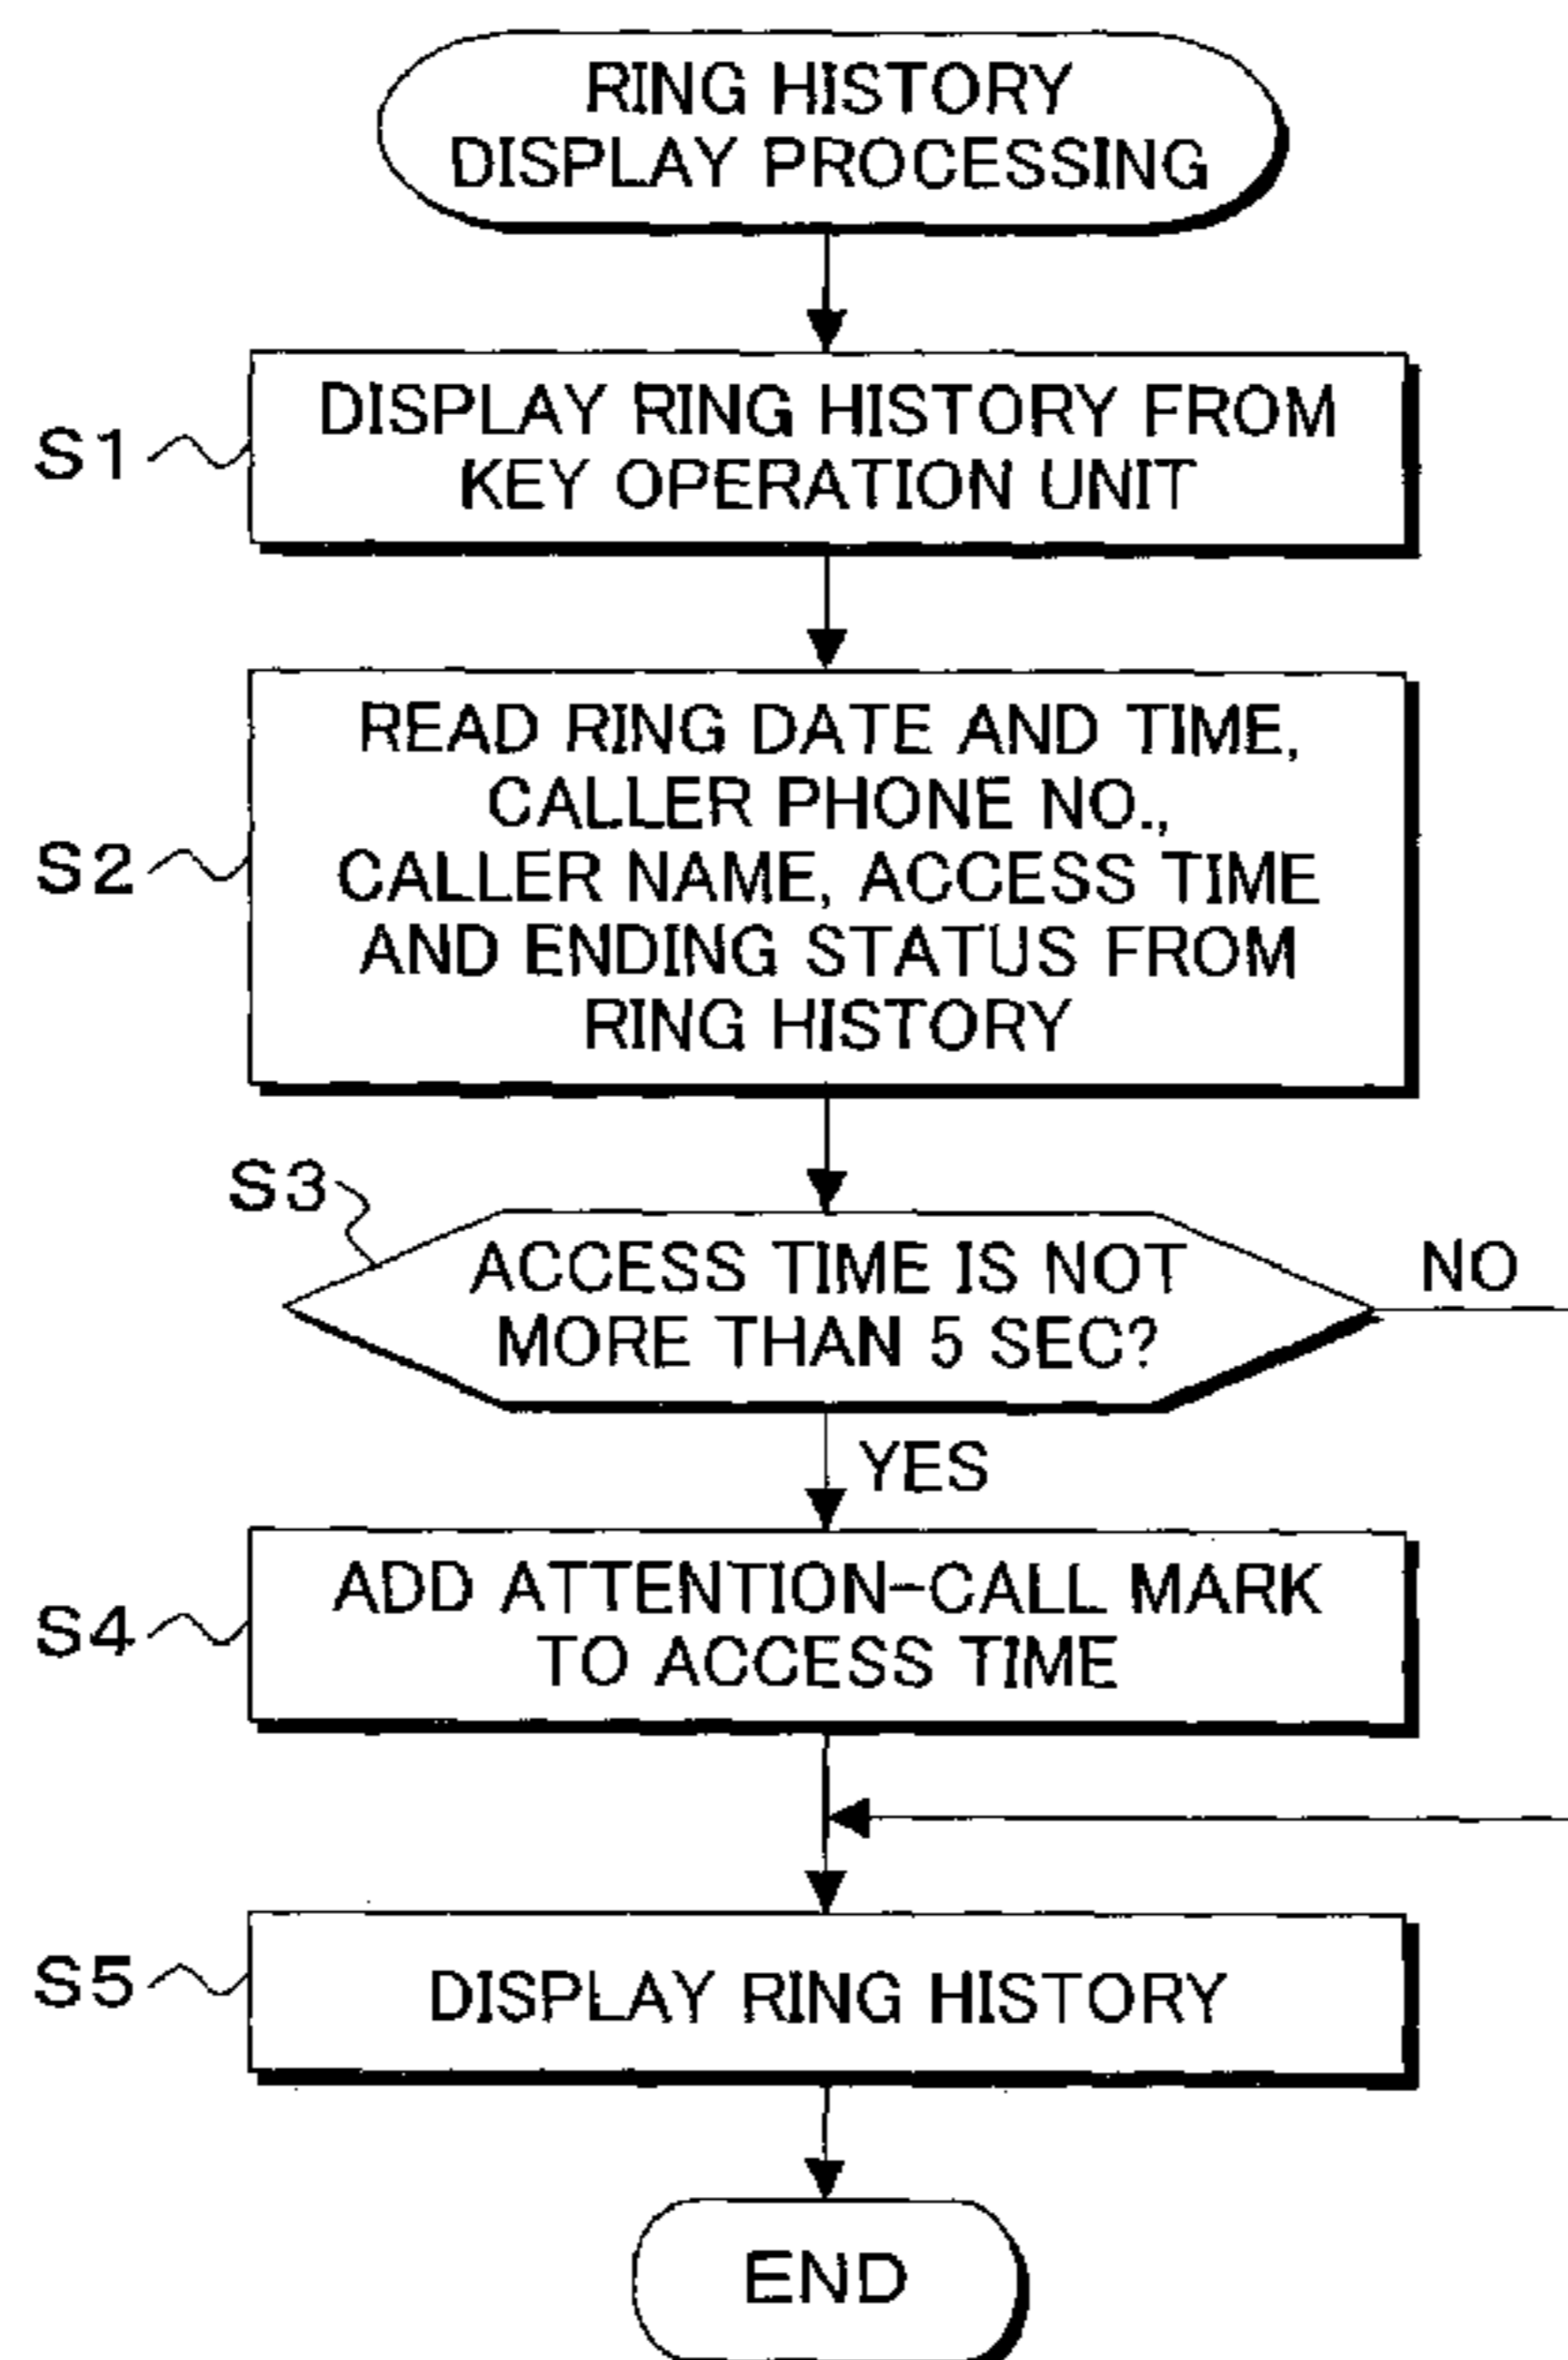 RING HISTORY
DISPLAY PROCESSING
S1
DISPLAY RING HISTORY FROM
KEY OPERATION UNIT
S2
READ RING DATE AND TIME,
CALLER PHONE NO.,
CALLER NAME, ACCESS TIME
AND ENDING STATUS FROM
RING HISTORY
S3
ACCESS TIME IS NOT
MORE THAN 5 SEC?
NO
YES
S4
ADD ATTENTION-CALL MARK
TO ACCESS TIME
S5
DISPLAY RING HISTORY
END